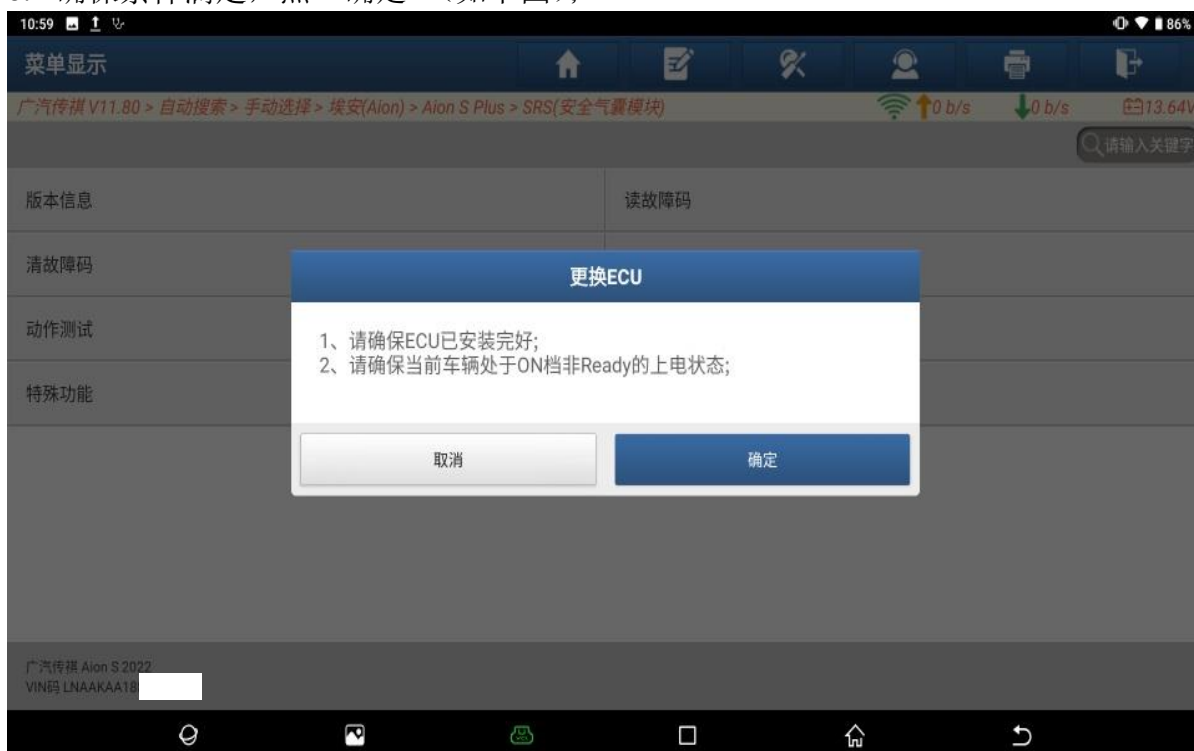 10:59
86%
菜单显示
广汽传祺 V11.80 > 自动搜索 > 手动选择 > 埃安(Aion) > Aion S Plus > SRS(安全气囊模块)
0 b/s
0 b/s
13.64V
请输入关键字
版本信息
读故障码
清故障码
更换ECU
动作测试
1、请确保ECU已安装完好;
2、请确保当前车辆处于ON档非Ready的上电状态;
特殊功能
取消
确定
广汽传祺 Aion S 2022
VIN码 LNAAKAA18